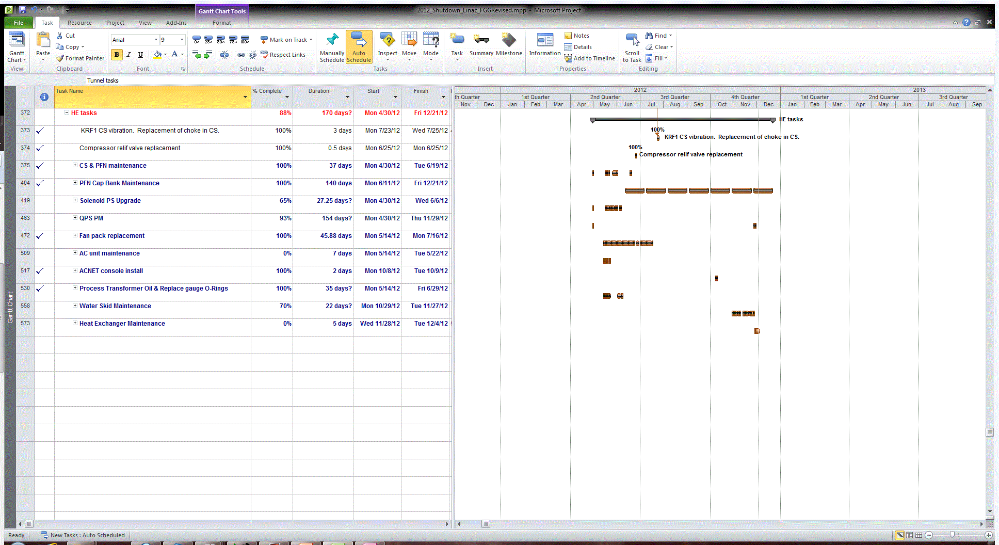 Gantt Chart Tools
2012_Shutdown_Linac_FGGRevised.mpp - Microsoft Project
File Task Resource Project View Add-Ins Format
Gantt Chart
View
Paste
Cut
Copy
Format Painter
Clipboard
Arial 9
B I U A
Font
0% 25% 50% 75% 100%
Mark on Track
Respect Links
Schedule
Manually Schedule
Auto Schedule
Inspect
Move
Mode
Tasks
Task
Summary
Milestone
Insert
Information
Notes
Details
Add to Timeline
Properties
Scroll to Task
Find
Clear
Fill
Editing
Tunnel tasks
Task Name % Complete Duration Start Finish
2012 2013
th Quarter 1st Quarter 2nd Quarter 3rd Quarter 4th Quarter 1st Quarter 2nd Quarter 3rd Quarter
Nov Dec Jan Feb Mar Apr May Jun Jul Aug Sep Oct Nov Dec Jan Feb Mar Apr May Jun Jul Aug Sep
372 HE tasks 88% 170 days? Mon 4/30/12 Fri 12/21/12
HE tasks
373 KRF1 CS vibration. Replacement of choke in CS. 100% 3 days Mon 7/23/12 Wed 7/25/12
100%
KRF1 CS vibration. Replacement of choke in CS.
374 Compressor relif valve replacement 100% 0.5 days Mon 6/25/12 Mon 6/25/12
100%
Compressor relif valve replacement
375 CS & PFN maintenance 100% 37 days Mon 4/30/12 Tue 6/19/12
404 PFN Cap Bank Maintenance 100% 140 days Mon 6/11/12 Fri 12/21/12
419 Solenoid PS Upgrade 65% 27.25 days? Mon 4/30/12 Wed 6/6/12
463 QPS PM 93% 154 days? Mon 4/30/12 Thu 11/29/12
472 Fan pack replacement 100% 45.88 days Mon 5/14/12 Mon 7/16/12
509 AC unit maintenance 0% 7 days Mon 5/14/12 Tue 5/22/12
517 ACNET console install 100% 2 days Mon 10/8/12 Tue 10/9/12
530 Process Transformer Oil & Replace gauge O-Rings 100% 35 days? Mon 5/14/12 Fri 6/29/12
558 Water Skid Maintenance 70% 22 days? Mon 10/29/12 Tue 11/27/12
573 Heat Exchanger Maintenance 0% 5 days Wed 11/28/12 Tue 12/4/12
Gantt Chart
Ready New Tasks : Auto Scheduled